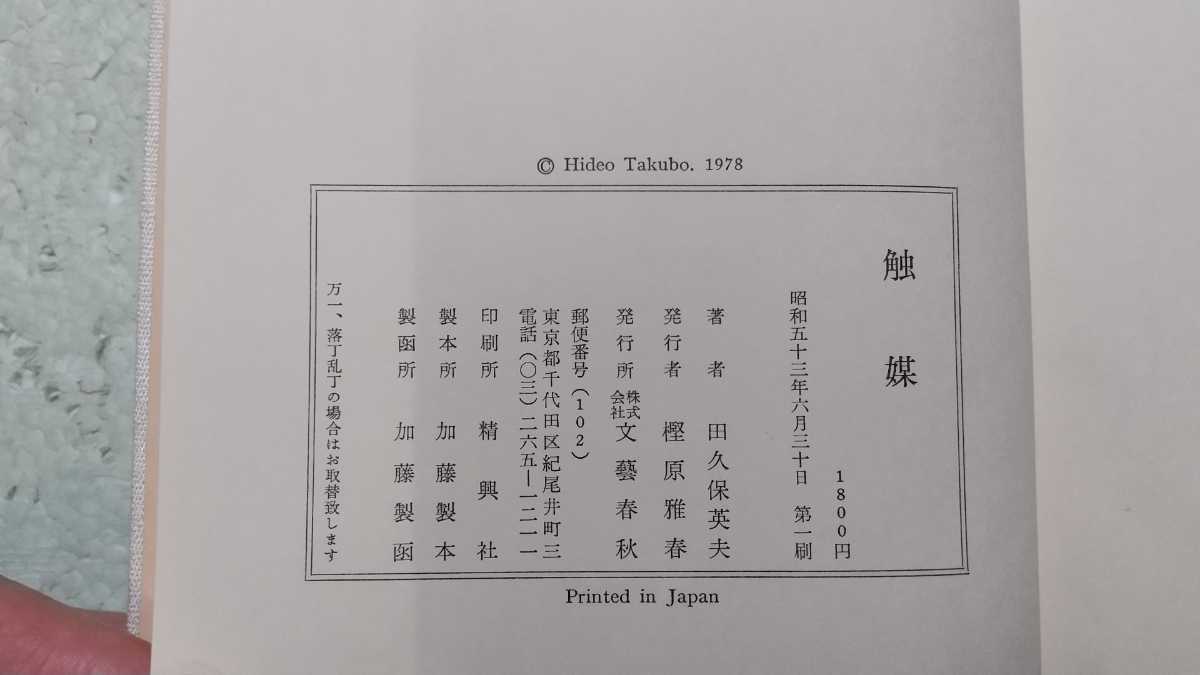 © Hideo Takubo. 1978
触媒
1800円
昭和五十三年六月三十日 第一刷
著者 田久保英夫
発行者 樫原雅春
発行所 株式会社 文藝春秋
郵便番号(102)
東京都千代田区紀尾井町三
電話(〇三)二六五―一二一一
印刷所 精興社
製本所 加藤製本
製函所 加藤製函
万一、落丁乱丁の場合はお取替致します
Printed in Japan